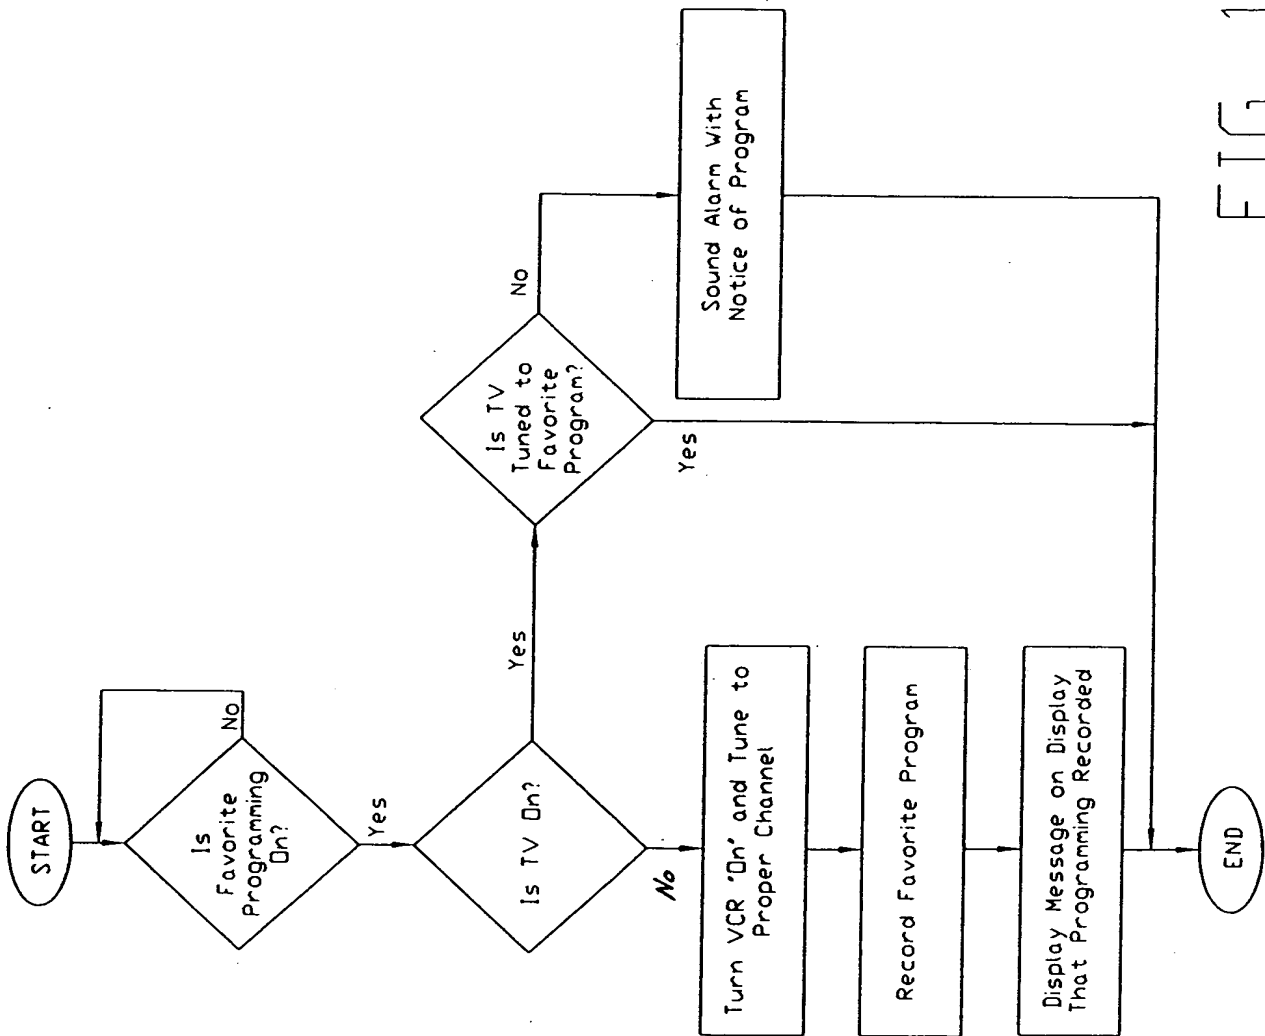 START
Is
Favorite
Programming
On?
No
Yes
Is TV On?
Yes
No
Is TV
Tuned to
Favorite
Program?
No
Yes
Sound Alarm With
Notice of Program
Turn VCR "On" and Tune to
Proper Channel
Record Favorite Program
Display Message on Display
That Programming Recorded
END
FIG 1